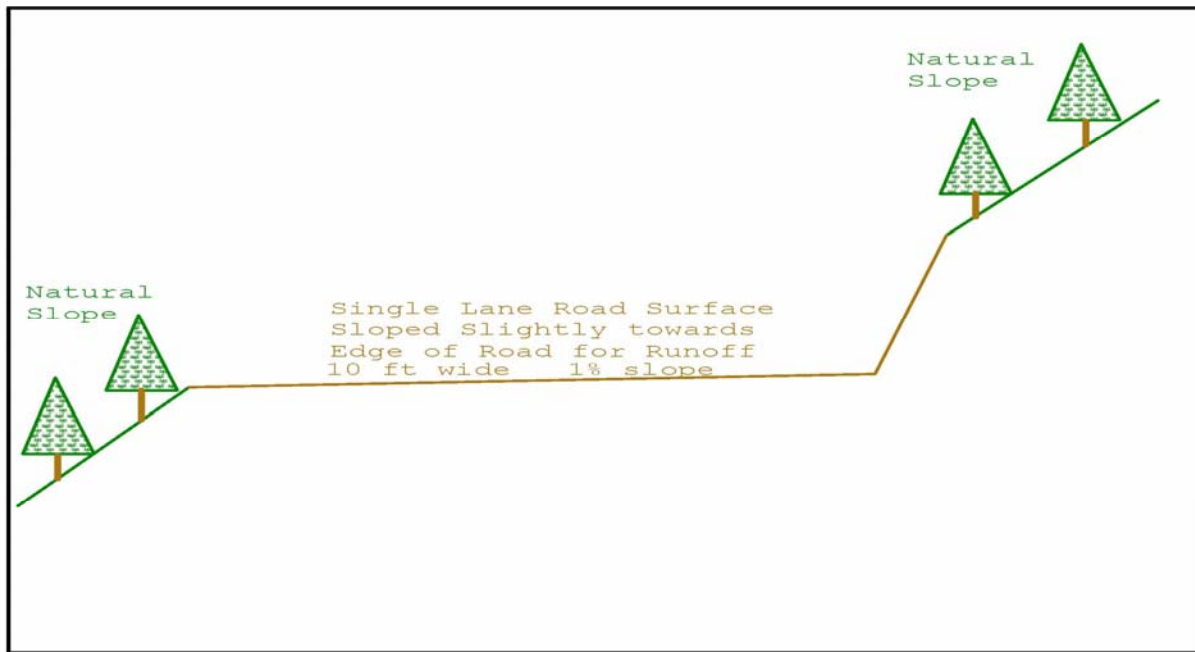 Natural
Slope
Natural
Slope
Single Lane Road Surface
Sloped Slightly towards
Edge of Road for Runoff
10 ft wide 1% slope